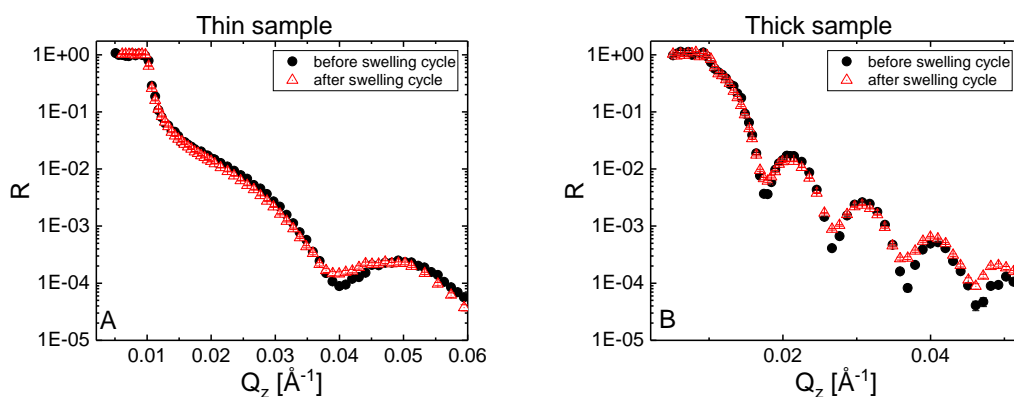 Thin sample
1E+00
1E-01
1E-02
1E-03
1E-04
1E-05
R
before swelling cycle
after swelling cycle
A
0.01 0.02 0.03 0.04 0.05 0.06
Q_z [Å⁻¹]
Thick sample
1E+00
1E-01
1E-02
1E-03
1E-04
1E-05
R
before swelling cycle
after swelling cycle
B
0.02 0.04
Q_z [Å⁻¹]